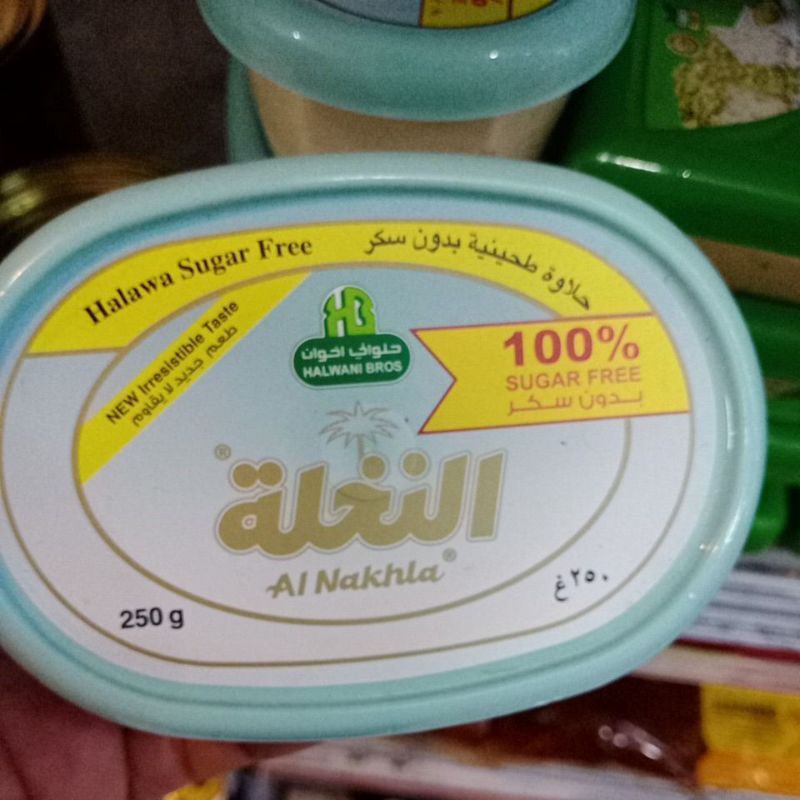 Halawa Sugar Free
حلاوة طحينية بدون سكر
NEW Irresistible Taste
طعم جديد لا يقاوم
HB
حلواني اخوان
HALWANI BROS
100%
SUGAR FREE
بدون سكر
النخلة®
Al Nakhla®
250 g
٢٥٠ غ